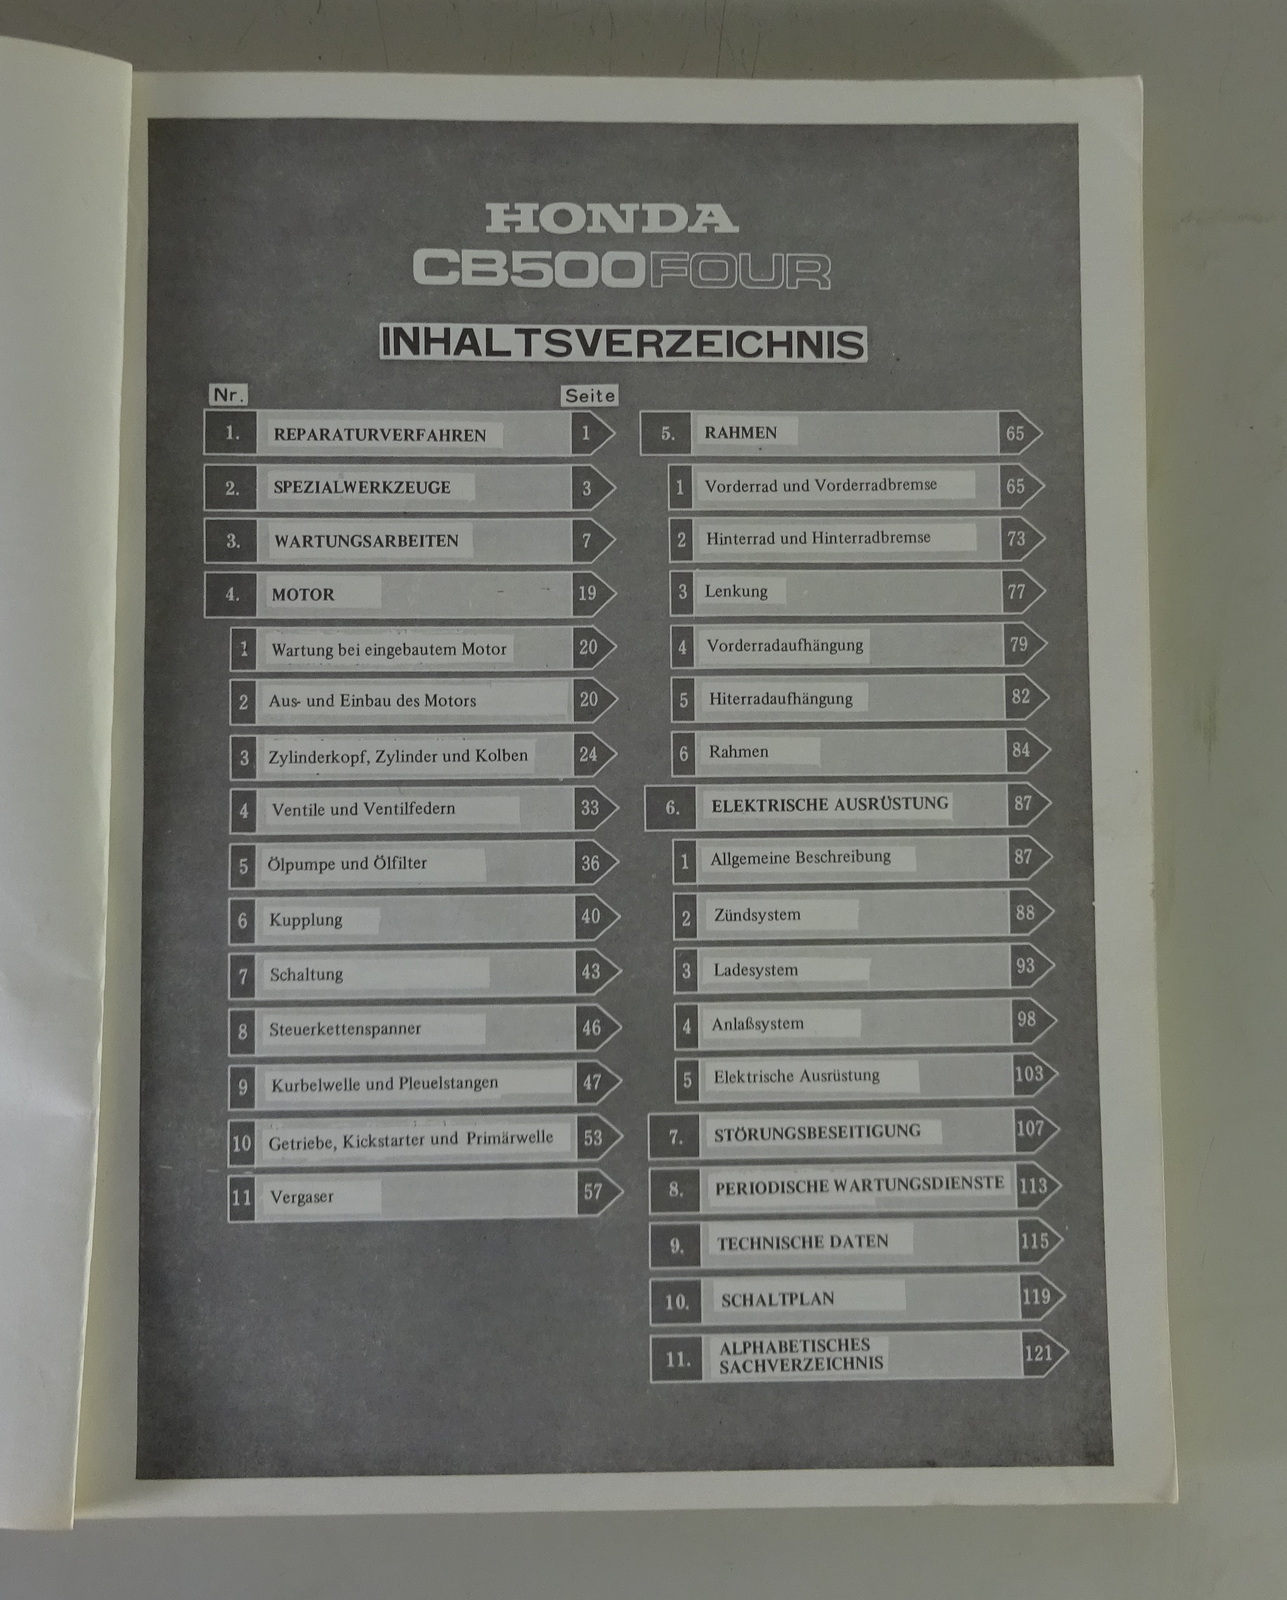 HONDA
CB500FOUR
INHALTSVERZEICHNIS
Nr. Seite
1. REPARATURVERFAHREN 1
2. SPEZIALWERKZEUGE 3
3. WARTUNGSARBEITEN 7
4. MOTOR 19
1 Wartung bei eingebautem Motor 20
2 Aus- und Einbau des Motors 20
3 Zylinderkopf, Zylinder und Kolben 24
4 Ventile und Ventilfedern 33
5 Ölpumpe und Ölfilter 36
6 Kupplung 40
7 Schaltung 43
8 Steuerkettenspanner 46
9 Kurbelwelle und Pleuelstangen 47
10 Getriebe, Kickstarter und Primärwelle 53
11 Vergaser 57
5. RAHMEN 65
1 Vorderrad und Vorderradbremse 65
2 Hinterrad und Hinterradbremse 73
3 Lenkung 77
4 Vorderradaufhängung 79
5 Hiterradaufhängung 82
6 Rahmen 84
6. ELEKTRISCHE AUSRÜSTUNG 87
1 Allgemeine Beschreibung 87
2 Zündsystem 88
3 Ladesystem 93
4 Anlaßsystem 98
5 Elektrische Ausrüstung 103
7. STÖRUNGSBESEITIGUNG 107
8. PERIODISCHE WARTUNGSDIENSTE 113
9. TECHNISCHE DATEN 115
10. SCHALTPLAN 119
11. ALPHABETISCHES
SACHVERZEICHNIS 121